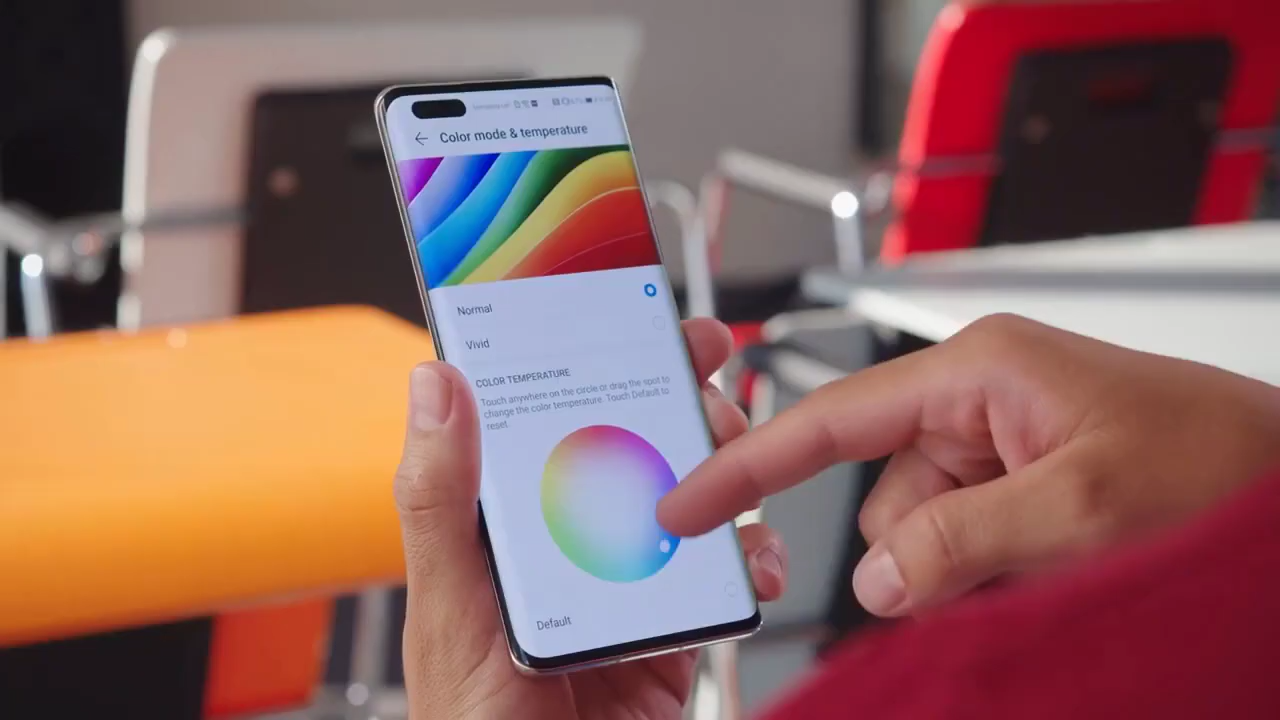 Color mode & temperature
Normal
Vivid
COLOR TEMPERATURE
Touch anywhere on the circle or drag the spot to
change the color temperature. Touch Default to
reset.
Default